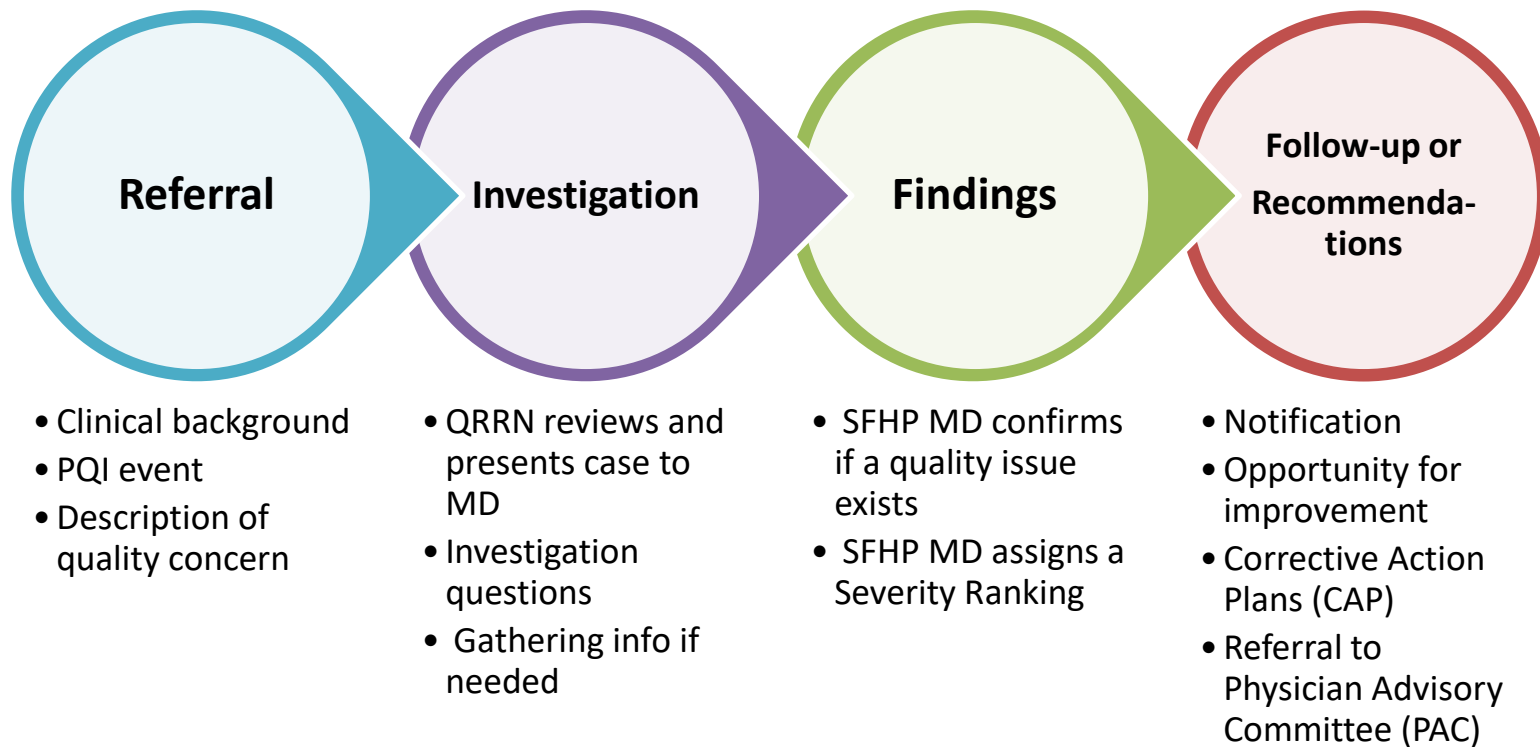 Referral
• Clinical background
• PQI event
• Description of
quality concern
Investigation
• QRRN reviews and
presents case to
MD
• Investigation
questions
• Gathering info if
needed
Findings
• SFHP MD confirms
if a quality issue
exists
• SFHP MD assigns a
Severity Ranking
Follow-up or
Recommenda-
tions
• Notification
• Opportunity for
improvement
• Corrective Action
Plans (CAP)
• Referral to
Physician Advisory
Committee (PAC)